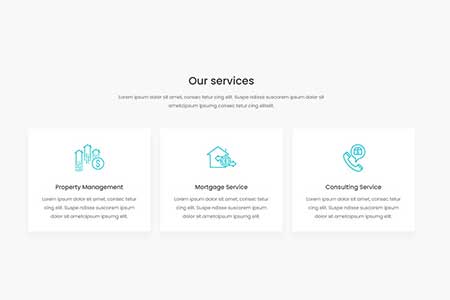 Our services
Lorem ipsum dolor sit amet, consec tetur cing elit. Suspe ndisse suscorem ipsum dolor sit
ametcipsum ipsumg consec tetur cing elitelit.
Property Management
Lorem ipsum dolor sit amet, consec tetur
cing elit. Suspe ndisse suscorem ipsum
dolor sit ametcipsum ipsumg elit.
Mortgage Service
Lorem ipsum dolor sit amet, consec tetur
cing elit. Suspe ndisse suscorem ipsum
dolor sit ametcipsum ipsumg elit.
Consulting Service
Lorem ipsum dolor sit amet, consec tetur
cing elit. Suspe ndisse suscorem ipsum
dolor sit ametcipsum ipsumg elit.